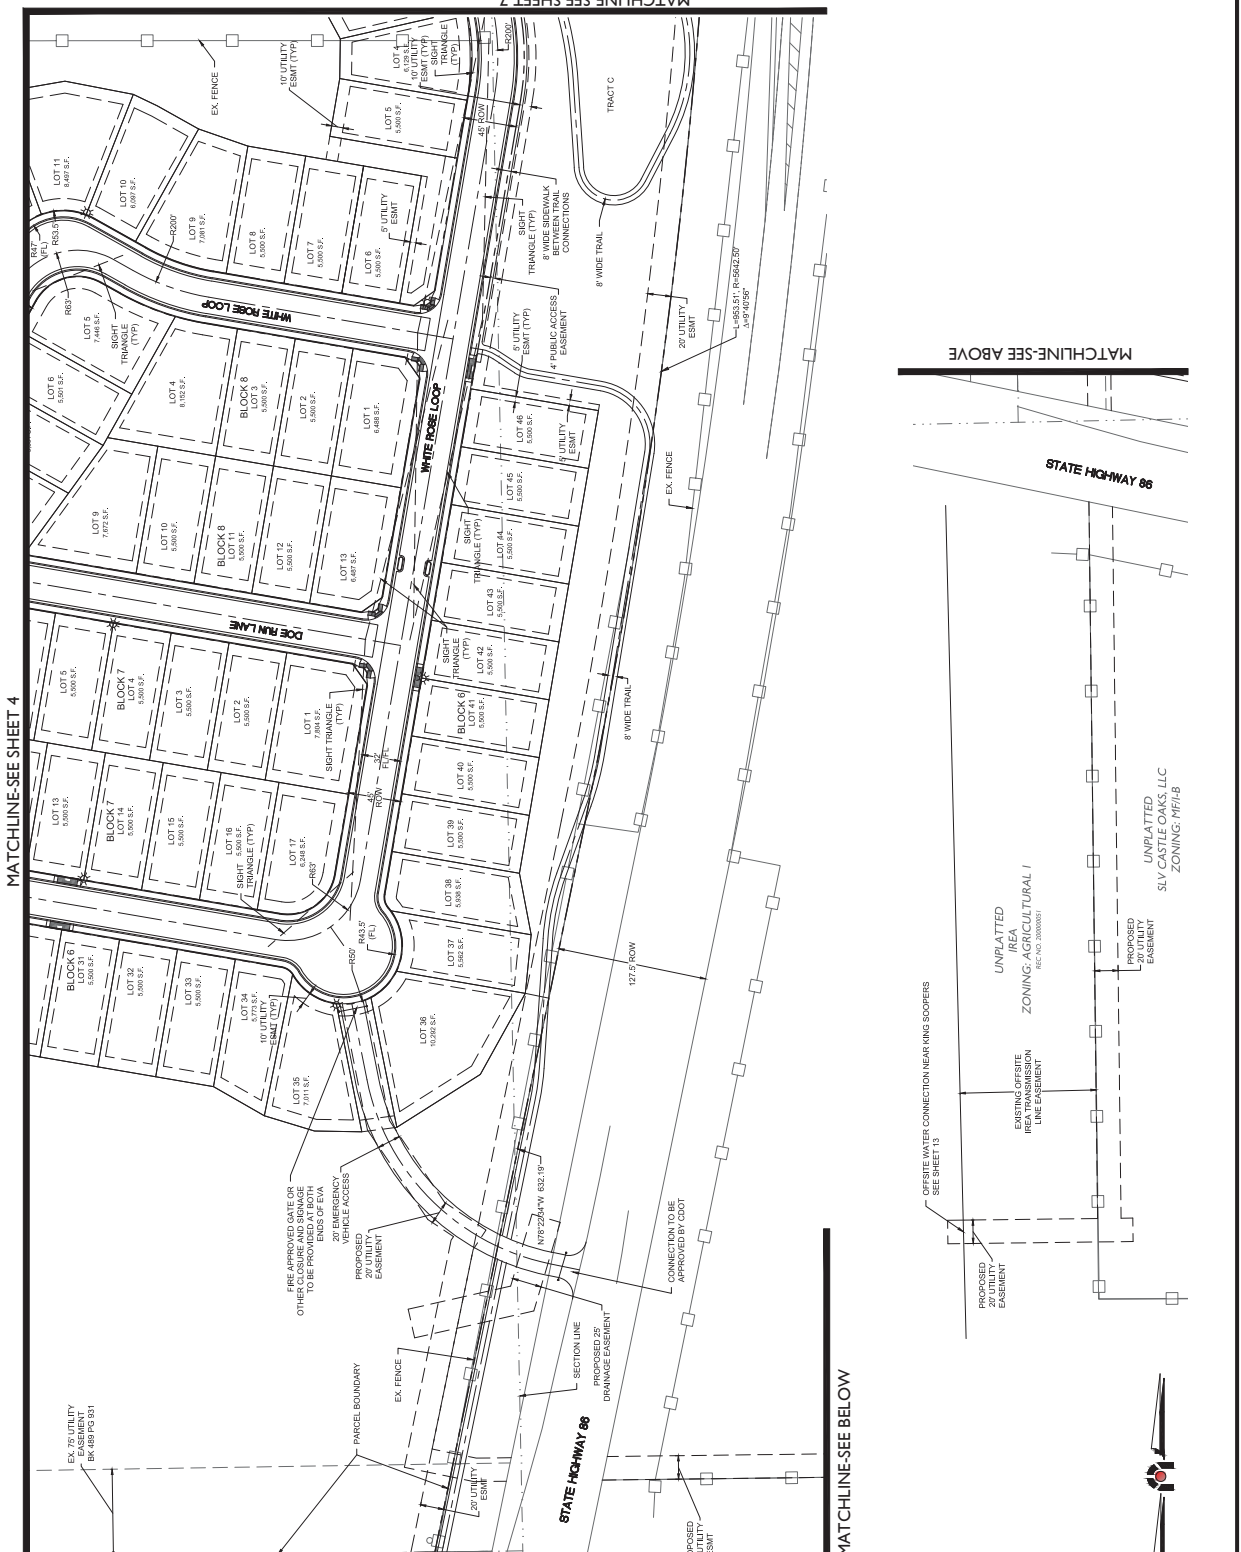 MATCHLINE-SEE SHEET 7
MATCHLINE-SEE SHEET 4
EX. FENCE
10' UTILITY
ESMT (TYP)
LOT 4
6,129 S.F.
10' UTILITY
ESMT (TYP)
SIGHT
TRIANGLE
(TYP)
R200'
LOT 5
5,500 S.F.
45' ROW
TRACT C
LOT 11
8,497 S.F.
LOT 10
6,097 S.F.
LOT 9
7,081 S.F.
LOT 8
5,500 S.F.
LOT 7
5,500 S.F.
LOT 6
5,500 S.F.
5' UTILITY
ESMT
R47'
(FL)
R53.5'
R63'
R200'
SIGHT
TRIANGLE (TYP)
8' WIDE SIDEWALK
BETWEEN TRAIL
CONNECTIONS
8' WIDE TRAIL
WHITE ROSE LOOP
LOT 5
7,446 S.F.
SIGHT
TRIANGLE
(TYP)
LOT 6
5,501 S.F.
LOT 4
8,152 S.F.
BLOCK 8
LOT 3
5,500 S.F.
LOT 2
5,500 S.F.
LOT 1
6,488 S.F.
WHITE ROSE LOOP
5' UTILITY
ESMT (TYP)
4' PUBLIC ACCESS
EASEMENT
20' UTILITY
ESMT
L=953.51', R=5642.50'
Δ=9°40'56"
LOT 46
5,500 S.F.
5' UTILITY
ESMT
LOT 45
5,500 S.F.
EX. FENCE
LOT 9
7,672 S.F.
LOT 10
5,500 S.F.
BLOCK 8
LOT 11
5,500 S.F.
LOT 12
5,500 S.F.
LOT 13
6,487 S.F.
SIGHT
TRIANGLE (TYP)
LOT 44
5,500 S.F.
LOT 43
5,500 S.F.
DOE RUN LANE
SIGHT
TRIANGLE
(TYP)
LOT 42
5,500 S.F.
LOT 5
5,500 S.F.
BLOCK 7
LOT 4
5,500 S.F.
LOT 3
5,500 S.F.
LOT 2
5,500 S.F.
LOT 1
7,804 S.F.
SIGHT TRIANGLE
(TYP)
BLOCK 6
LOT 41
5,500 S.F.
8' WIDE TRAIL
32'
FL/FL
45'
ROW
LOT 40
5,500 S.F.
LOT 13
5,500 S.F.
BLOCK 7
LOT 14
5,500 S.F.
LOT 15
5,500 S.F.
LOT 16
5,500 S.F.
SIGHT
TRIANGLE (TYP)
LOT 17
6,248 S.F.
R63'
LOT 39
5,500 S.F.
LOT 38
5,938 S.F.
R43.5'
(FL)
R50'
LOT 37
5,562 S.F.
127.5' ROW
BLOCK 6
LOT 31
5,500 S.F.
LOT 32
5,500 S.F.
LOT 33
5,500 S.F.
LOT 34
5,773 S.F.
10' UTILITY
ESMT (TYP)
LOT 35
7,011 S.F.
LOT 36
10,292 S.F.
FIRE APPROVED GATE OR
OTHER CLOSURE AND SIGNAGE
TO BE PROVIDED AT BOTH
ENDS OF EVA
20' EMERGENCY
VEHICLE ACCESS
PROPOSED
20' UTILITY
EASEMENT
N78°22'34"W 632.19'
CONNECTION TO BE
APPROVED BY CDOT
SECTION LINE
PROPOSED 25'
DRAINAGE EASEMENT
EX. FENCE
PARCEL BOUNDARY
EX. 75' UTILITY
EASEMENT
BK 489 PG 931
20' UTILITY
ESMT
STATE HIGHWAY 86
MATCHLINE-SEE BELOW
MATCHLINE-SEE ABOVE
STATE HIGHWAY 86
UNPLATTED
IREA
ZONING: AGRICULTURAL I
UNPLATTED
SLV CASTLE OAKS, LLC
ZONING: MF/I-B
PROPOSED
20' UTILITY
EASEMENT
EXISTING OFFSITE
IREA TRANSMISSION
LINE EASEMENT
OFFSITE WATER CONNECTION NEAR KING SOOPERS
SEE SHEET 13
PROPOSED
20' UTILITY
EASEMENT